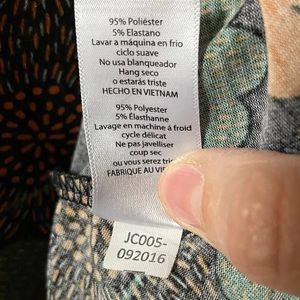 95% Poliéster
5% Elastano
Lavar a máquina en frio
ciclo suave
No usa blanqueador
Hang seco
o estarás triste
HECHO EN VIETNAM
95% Polyester
5% Élasthanne
Lavage en machine à froid
cycle délicat
Ne pas javelliser
coup sec
ou vous serez
FABRIQUE AU
JC005-
092016